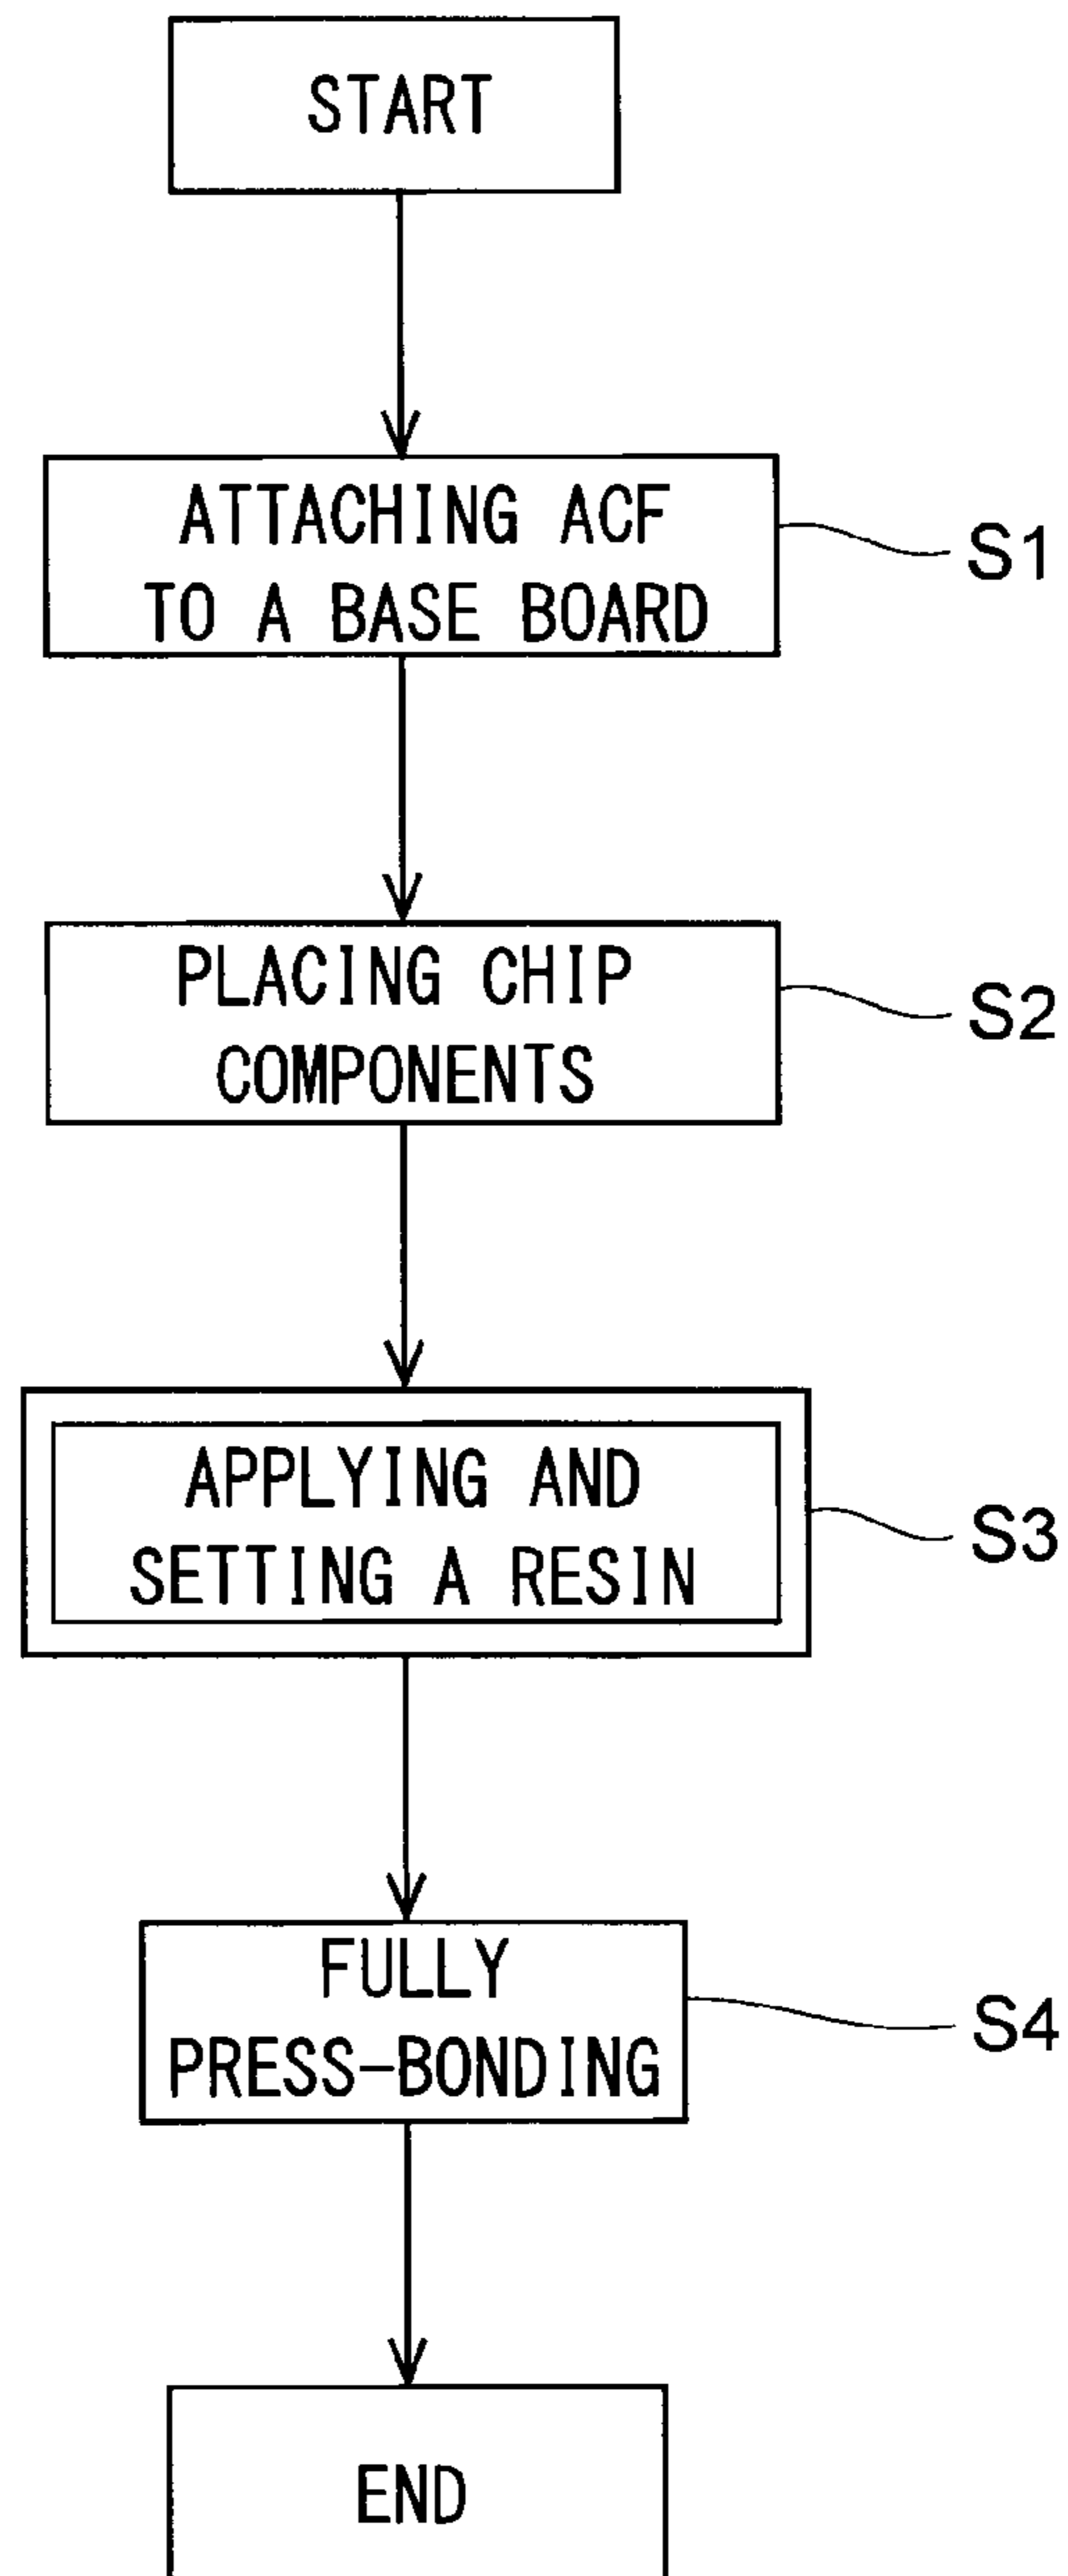 START
ATTACHING ACF
TO A BASE BOARD
S1
PLACING CHIP
COMPONENTS
S2
APPLYING AND
SETTING A RESIN
S3
FULLY
PRESS-BONDING
S4
END